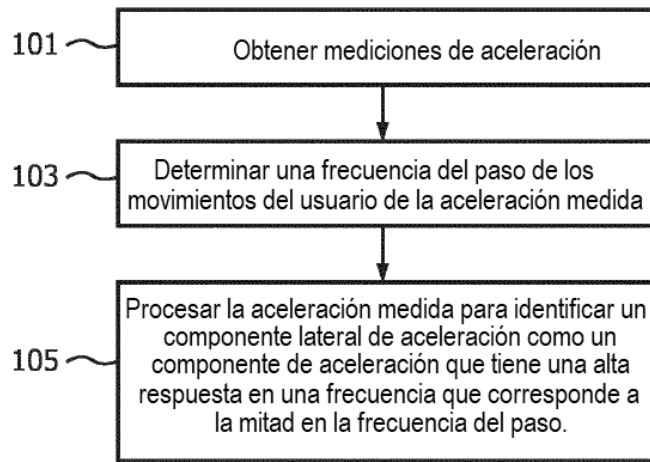 101
Obtener mediciones de aceleración
103
Determinar una frecuencia del paso de los
movimientos del usuario de la aceleración medida
105
Procesar la aceleración medida para identificar un
componente lateral de aceleración como un
componente de aceleración que tiene una alta
respuesta en una frecuencia que corresponde a
la mitad en la frecuencia del paso.